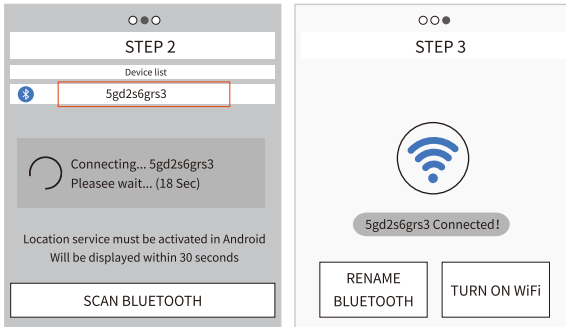 STEP 2
Device list
5gd2s6grs3
Connecting... 5gd2s6grs3
Pleasee wait... (18 Sec)
Location service must be activated in Android
Will be displayed within 30 seconds
SCAN BLUETOOTH
STEP 3
5gd2s6grs3 Connected!
RENAME
BLUETOOTH
TURN ON WiFi